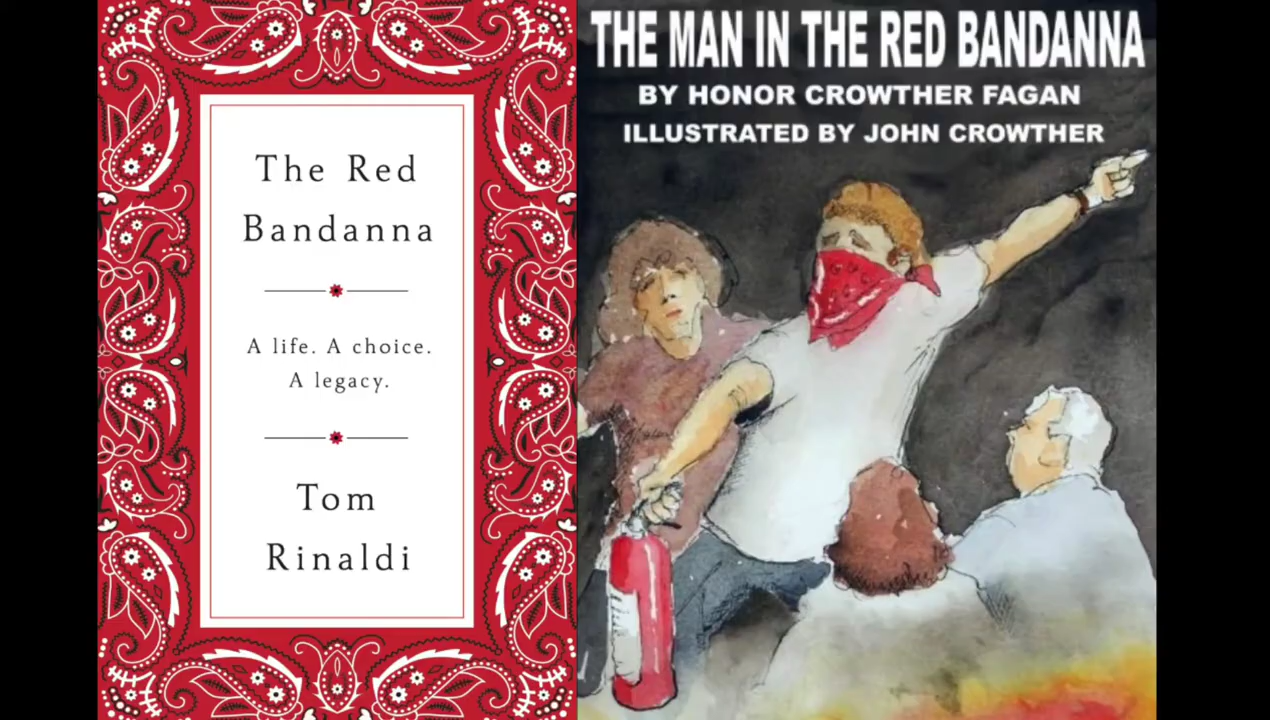 The Red
Bandanna
A life. A choice.
A legacy.
Tom
Rinaldi
THE MAN IN THE RED BANDANNA
BY HONOR CROWTHER FAGAN
ILLUSTRATED BY JOHN CROWTHER